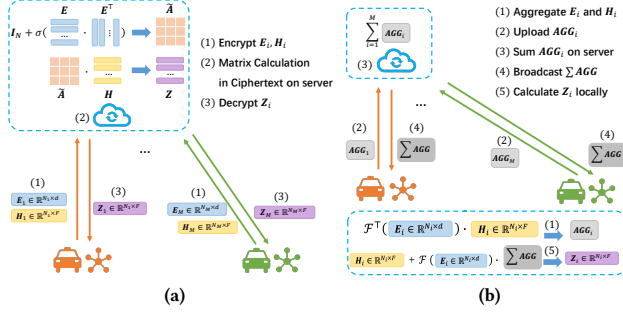 E E⊤ Ã
I_N + σ( ... · ⋮ )
...
Ã H Z
(2)
(1) Encrypt E_i, H_i
(2) Matrix Calculation
in Ciphertext on server
(3) Decrypt Z_i
...
(1) (3)
E_1 ∈ ℝ^{N_1×d}
H_1 ∈ ℝ^{N_1×F}
Z_1 ∈ ℝ^{N_1×F}
(1) (3)
E_M ∈ ℝ^{N_M×d}
H_M ∈ ℝ^{N_M×F}
Z_M ∈ ℝ^{N_M×F}
(a)
∑_{i=1}^{M} AGG_i
(3)
(1) Aggregate E_i and H_i
(2) Upload AGG_i
(3) Sum AGG_i on server
(4) Broadcast ∑ AGG
(5) Calculate Z_i locally
...
(2) (4)
AGG_1 ∑ AGG
(2) (4)
AGG_M ∑ AGG
ℱ⊤( E_i ∈ ℝ^{N_i×d} ) · H_i ∈ ℝ^{N_i×F} (1) AGG_i
H_i ∈ ℝ^{N_i×F} + ℱ( E_i ∈ ℝ^{N_i×d} ) · ∑ AGG (5) Z_i ∈ ℝ^{N_i×F}
(b)